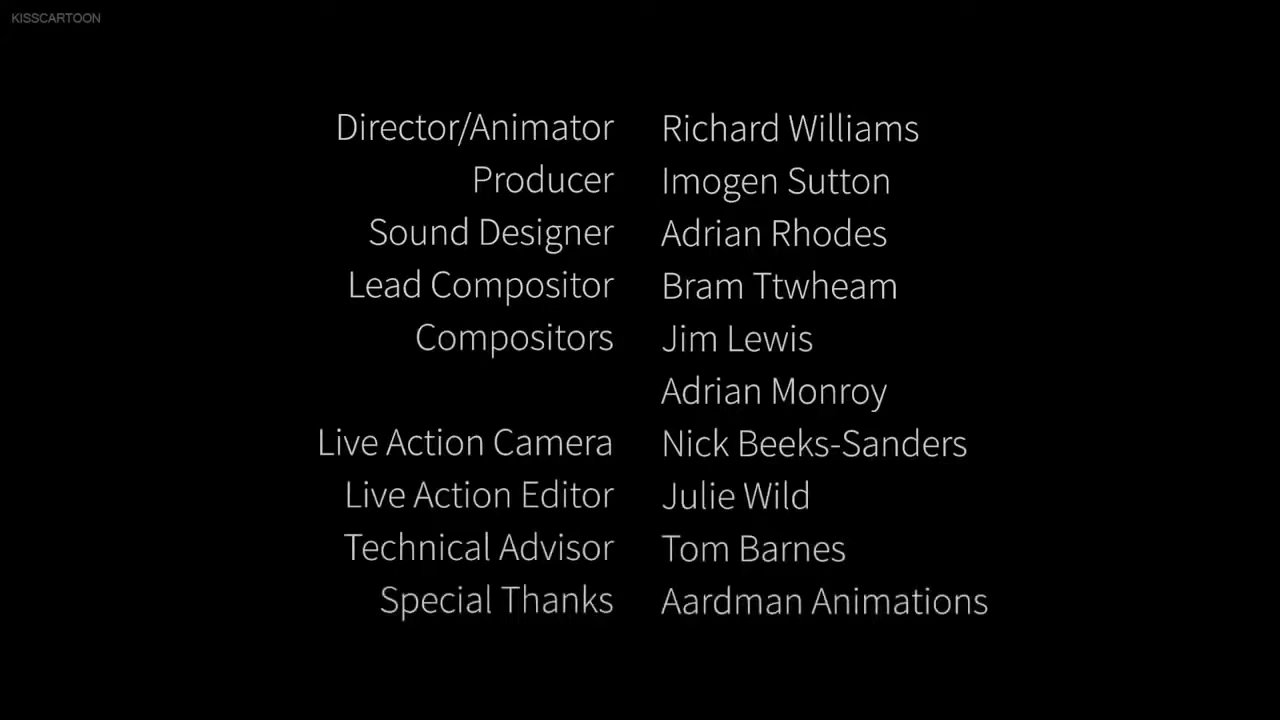 KISSCARTOON
Director/Animator Richard Williams
Producer Imogen Sutton
Sound Designer Adrian Rhodes
Lead Compositor Bram Ttwheam
Compositors Jim Lewis
Adrian Monroy
Live Action Camera Nick Beeks-Sanders
Live Action Editor Julie Wild
Technical Advisor Tom Barnes
Special Thanks Aardman Animations